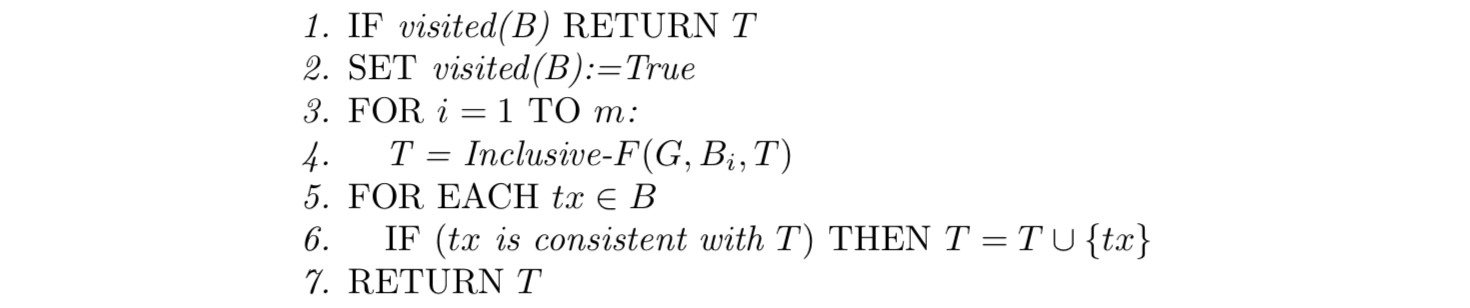 1. IF visited(B) RETURN T
2. SET visited(B):=True
3. FOR i = 1 TO m:
4. T = Inclusive-F(G, B_i, T)
5. FOR EACH tx ∈ B
6. IF (tx is consistent with T) THEN T = T ∪ {tx}
7. RETURN T